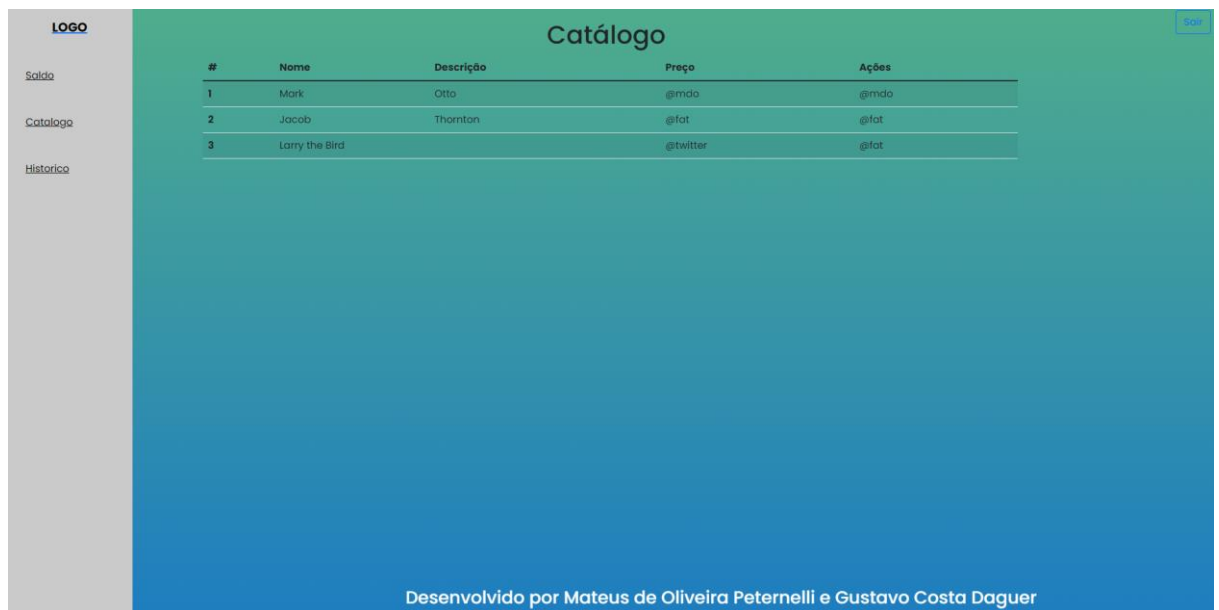 LOGO
Sair
Catálogo
Saldo
Catalogo
Historico
# Nome Descrição Preço Ações
1 Mark Otto @mdo @mdo
2 Jacob Thornton @fat @fat
3 Larry the Bird @twitter @fat
Desenvolvido por Mateus de Oliveira Peternelli e Gustavo Costa Daguer